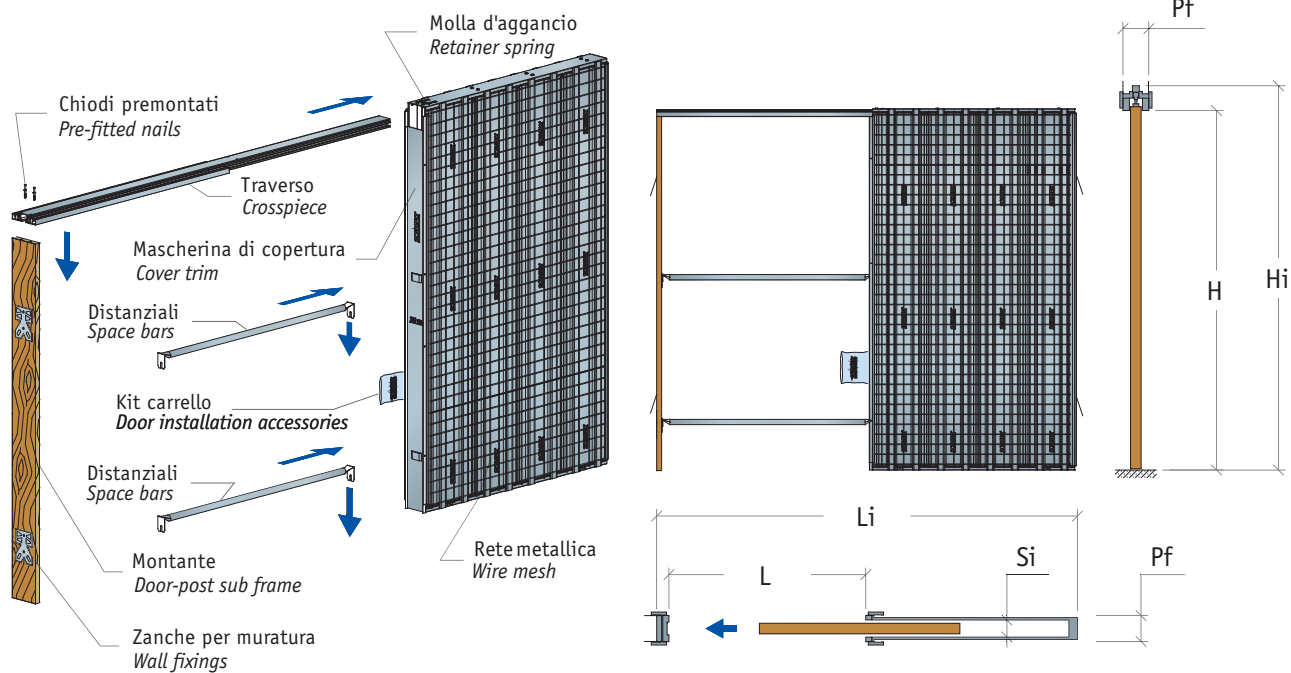 Molla d'aggancio
Retainer spring
Chiodi premontati
Pre-fitted nails
Traverso
Crosspiece
Mascherina di copertura
Cover trim
Distanziali
Space bars
Kit carrello
Door installation accessories
Distanziali
Space bars
Montante
Door-post sub frame
Zanche per muratura
Wall fixings
Rete metallica
Wire mesh
Pf
H
Hi
Li
L
Si
Pf